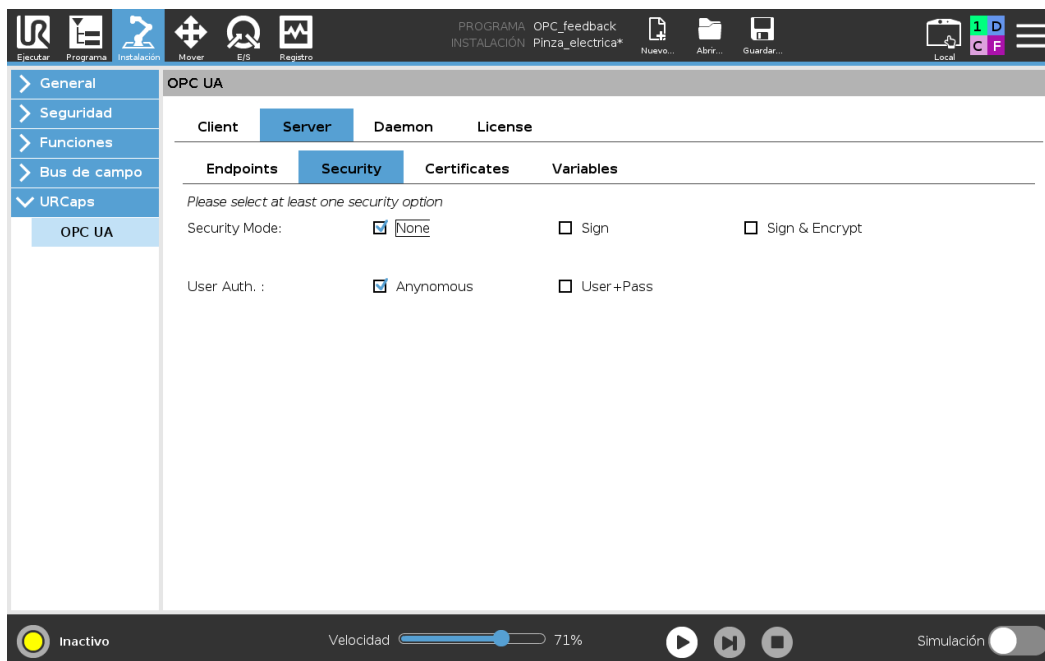 UR
PROGRAMA OPC_feedback
INSTALACIÓN Pinza_electrica*
Ejecutar Programa Instalación Mover E/S Registro Nuevo... Abrir... Guardar... Local
1 D
C F
General
Seguridad
Funciones
Bus de campo
URCaps
OPC UA
OPC UA
Client Server Daemon License
Endpoints Security Certificates Variables
Please select at least one security option
Security Mode: None Sign Sign & Encrypt
User Auth. : Anynomous User+Pass
Inactivo Velocidad 71% Simulación